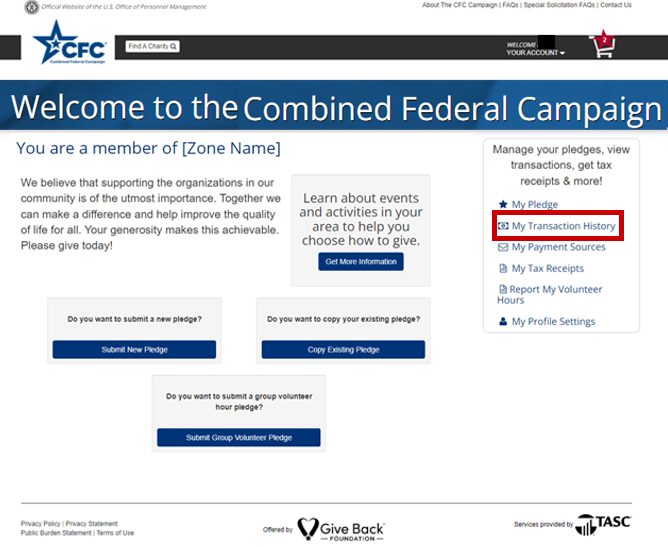 Official Website of the U.S. Office of Personnel Management
About The CFC Campaign | FAQs | Special Solicitation FAQs | Contact Us
CFC
Combined Federal Campaign
Find A Charity
WELCOME
YOUR ACCOUNT
2
Welcome to the Combined Federal Campaign
You are a member of [Zone Name]
We believe that supporting the organizations in our
community is of the utmost importance. Together we
can make a difference and help improve the quality
of life for all. Your generosity makes this achievable.
Please give today!
Learn about events
and activities in your
area to help you
choose how to give.
Get More Information
Manage your pledges, view
transactions, get tax
receipts & more!
My Pledge
My Transaction History
My Payment Sources
My Tax Receipts
Report My Volunteer
Hours
My Profile Settings
Do you want to submit a new pledge?
Submit New Pledge
Do you want to copy your existing pledge?
Copy Existing Pledge
Do you want to submit a group volunteer
hour pledge?
Submit Group Volunteer Pledge
Privacy Policy | Privacy Statement
Public Burden Statement | Terms of Use
Offered by
Give Back
FOUNDATION
Services provided by
TASC